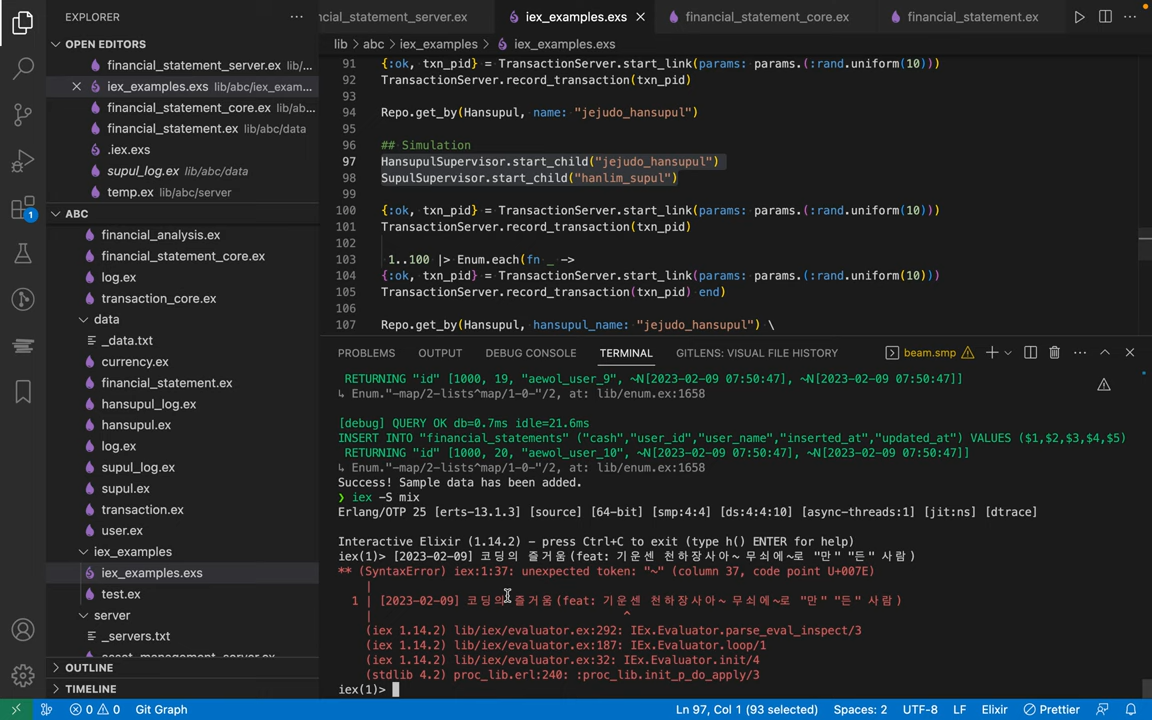 EXPLORER
OPEN EDITORS
financial_statement_server.ex lib/...
iex_examples.exs lib/abc/iex_exam...
financial_statement_core.ex lib/ab...
financial_statement.ex lib/abc/data
.iex.exs
supul_log.ex lib/abc/data
temp.ex lib/abc/server
ABC
financial_analysis.ex
financial_statement_core.ex
log.ex
transaction_core.ex
data
_data.txt
currency.ex
financial_statement.ex
hansupul_log.ex
hansupul.ex
log.ex
supul_log.ex
supul.ex
transaction.ex
user.ex
iex_examples
iex_examples.exs
test.ex
server
_servers.txt
OUTLINE
TIMELINE
1
inancial_statement_server.ex
iex_examples.exs
financial_statement_core.ex
financial_statement.ex
lib > abc > iex_examples > iex_examples.exs
91 {:ok, txn_pid} = TransactionServer.start_link(params: params.(:rand.uniform(10)))
92 TransactionServer.record_transaction(txn_pid)
93
94 Repo.get_by(Hansupul, name: "jejudo_hansupul")
95
96 ## Simulation
97 HansupulSupervisor.start_child("jejudo_hansupul")
98 SupulSupervisor.start_child("hanlim_supul")
99
100 {:ok, txn_pid} = TransactionServer.start_link(params: params.(:rand.uniform(10)))
101 TransactionServer.record_transaction(txn_pid)
102
103 1..100 |> Enum.each(fn _ ->
104 {:ok, txn_pid} = TransactionServer.start_link(params: params.(:rand.uniform(10)))
105 TransactionServer.record_transaction(txn_pid) end)
106
107 Repo.get_by(Hansupul, hansupul_name: "jejudo_hansupul") \
PROBLEMS OUTPUT DEBUG CONSOLE TERMINAL GITLENS: VISUAL FILE HISTORY
beam.smp
RETURNING "id" [1000, 19, "aewol_user_9", ~N[2023-02-09 07:50:47], ~N[2023-02-09 07:50:47]]
↳ Enum."-map/2-lists^map/1-0-"/2, at: lib/enum.ex:1658
[debug] QUERY OK db=0.7ms idle=21.6ms
INSERT INTO "financial_statements" ("cash","user_id","user_name","inserted_at","updated_at") VALUES ($1,$2,$3,$4,$5)
RETURNING "id" [1000, 20, "aewol_user_10", ~N[2023-02-09 07:50:47], ~N[2023-02-09 07:50:47]]
↳ Enum."-map/2-lists^map/1-0-"/2, at: lib/enum.ex:1658
Success! Sample data has been added.
❯ iex -S mix
Erlang/OTP 25 [erts-13.1.3] [source] [64-bit] [smp:4:4] [ds:4:4:10] [async-threads:1] [jit:ns] [dtrace]
Interactive Elixir (1.14.2) - press Ctrl+C to exit (type h() ENTER for help)
iex(1)> [2023-02-09] 코딩의 즐거움(feat: 기운센 천하장사아~ 무쇠에~로 "만" "든" 사람)
** (SyntaxError) iex:1:37: unexpected token: "~" (column 37, code point U+007E)
|
1 | [2023-02-09] 코딩의 즐거움(feat: 기운센 천하장사아~ 무쇠에~로 "만" "든" 사람)
| ^
(iex 1.14.2) lib/iex/evaluator.ex:292: IEx.Evaluator.parse_eval_inspect/3
(iex 1.14.2) lib/iex/evaluator.ex:187: IEx.Evaluator.loop/1
(iex 1.14.2) lib/iex/evaluator.ex:32: IEx.Evaluator.init/4
(stdlib 4.2) proc_lib.erl:240: :proc_lib.init_p_do_apply/3
iex(1)>
0 0 Git Graph
Ln 97, Col 1 (93 selected) Spaces: 2 UTF-8 LF Elixir Prettier